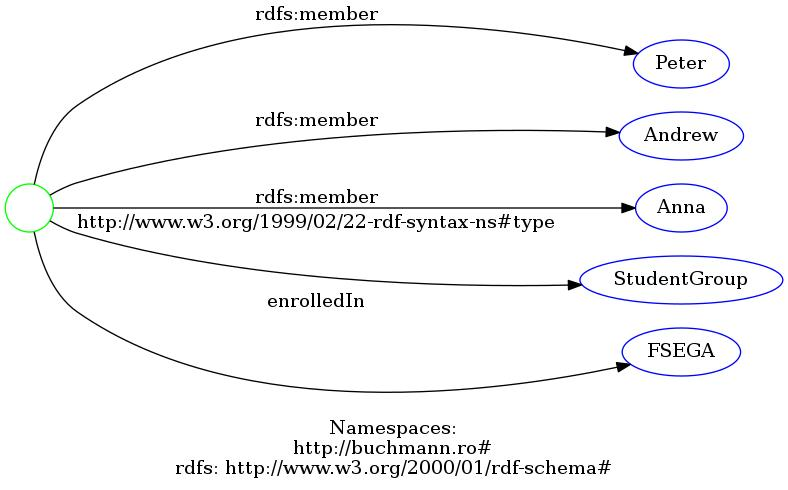 rdfs:member
Peter
rdfs:member
Andrew
rdfs:member
Anna
http://www.w3.org/1999/02/22-rdf-syntax-ns#type
StudentGroup
enrolledIn
FSEGA
Namespaces:
http://buchmann.ro#
rdfs: http://www.w3.org/2000/01/rdf-schema#